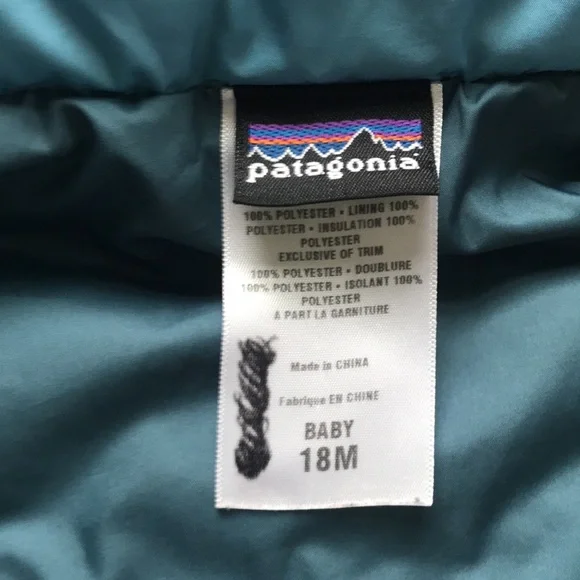 patagonia
100% POLYESTER • LINING 100%
POLYESTER • INSULATION 100%
POLYESTER
EXCLUSIVE OF TRIM
100% POLYESTER • DOUBLURE
100% POLYESTER • ISOLANT 100%
POLYESTER
A PART LA GARNITURE
Made in CHINA
Fabrique EN CHINE
BABY
18M